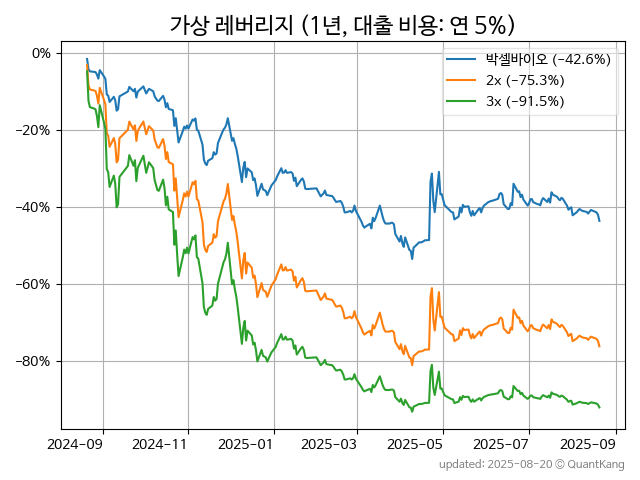 가상 레버리지 (1년, 대출 비용: 연 5%)
박셀바이오 (−42.6%)
2x (−75.3%)
3x (−91.5%)
0%
−20%
−40%
−60%
−80%
2024−09 2024−11 2025−01 2025−03 2025−05 2025−07 2025−09
updated: 2025-08-20 © QuantKang